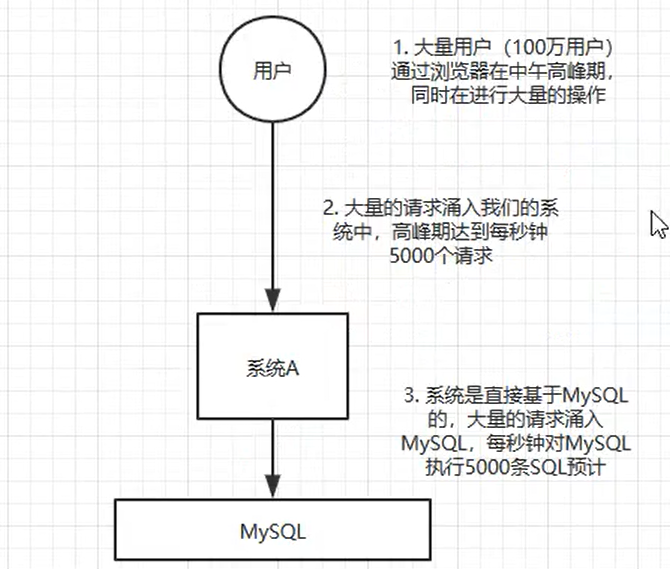 用户
1. 大量用户（100万用户）
通过浏览器在中午高峰期，
同时在进行大量的操作
2. 大量的请求涌入我们的系
统中，高峰期达到每秒钟
5000个请求
系统A
3. 系统是直接基于MySQL
的，大量的请求涌入
MySQL，每秒钟对MySQL
执行5000条SQL预计
MySQL